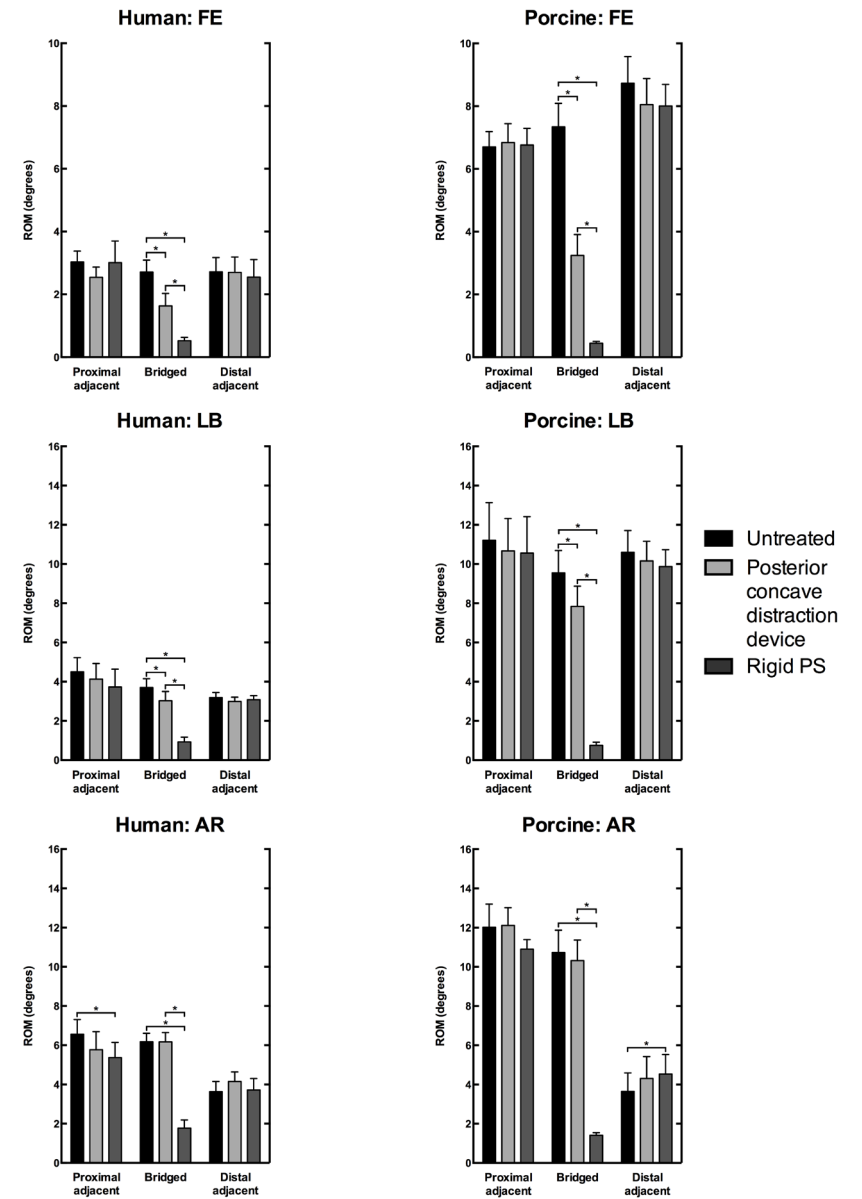 Human: FE
10
8
6
4
2
0
ROM (degrees)
* * *
Proximal adjacent
Bridged
Distal adjacent
Porcine: FE
10
8
6
4
2
0
ROM (degrees)
* * *
Proximal adjacent
Bridged
Distal adjacent
Human: LB
16
14
12
10
8
6
4
2
0
ROM (degrees)
* * *
Proximal adjacent
Bridged
Distal adjacent
Porcine: LB
16
14
12
10
8
6
4
2
0
ROM (degrees)
* * *
Proximal adjacent
Bridged
Distal adjacent
Untreated
Posterior
concave
distraction
device
Rigid PS
Human: AR
16
14
12
10
8
6
4
2
0
ROM (degrees)
* * *
Proximal adjacent
Bridged
Distal adjacent
Porcine: AR
16
14
12
10
8
6
4
2
0
ROM (degrees)
* * *
Proximal adjacent
Bridged
Distal adjacent